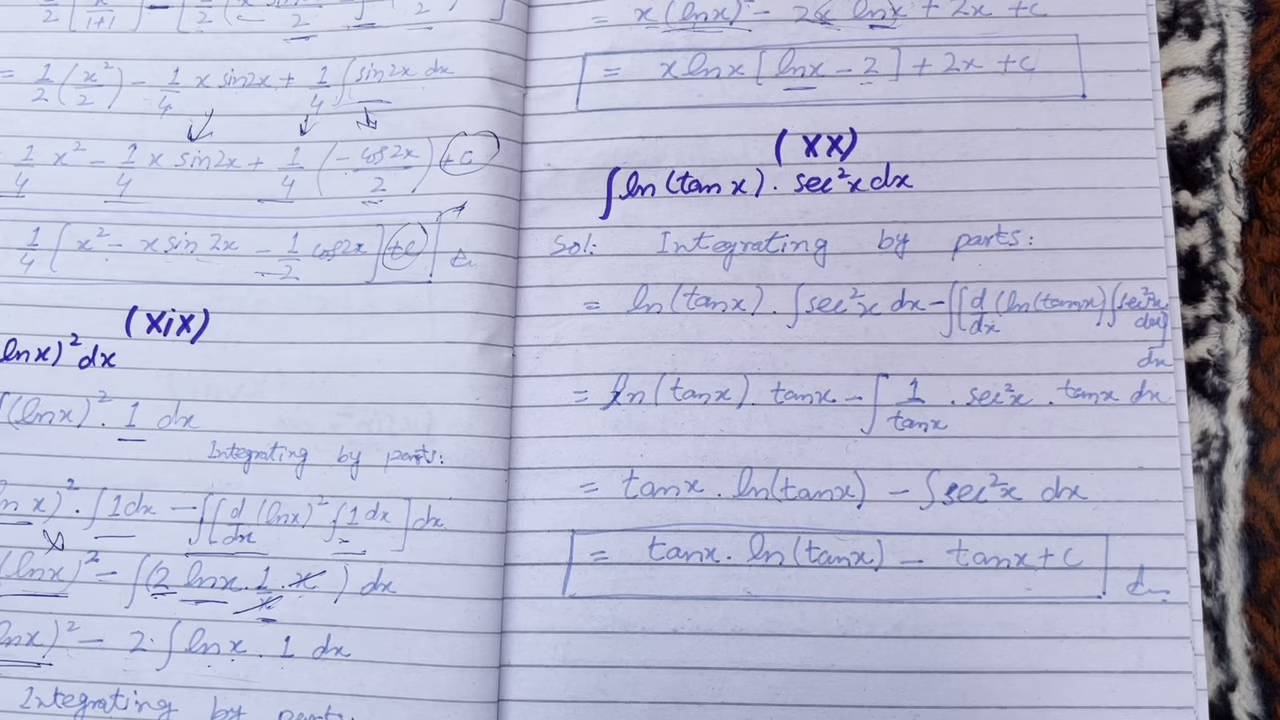 = 1/2 (x²/2) - 1/4 x sin2x + 1/4 ∫ sin2x dx
1/4 x² - 1/4 x sin2x + 1/4 (-cos2x/2) + c
1/4 [x² - x sin 2x - 1/2 cos2x] + c
(xix)
lnx)² dx
∫(lnx)² . 1 dx
Integrating by parts:
ln x)² . ∫1dx - ∫[d/dx (lnx)² ∫1dx] dx
(lnx)² - ∫(2 lnx . 1/x . x) dx
lnx)² - 2 . ∫lnx . 1 dx
Integrating by parts:
= x(lnx)² - 2x lnx + 2x + c
= x lnx [lnx - 2] + 2x + c
(xx)
∫ln(tan x) . sec²x dx
Sol: Integrating by parts:
= ln(tanx) . ∫sec²x dx - ∫[d/dx (ln(tanx) ∫sec²x dx] dx
= ln(tanx) . tanx - ∫ 1/tanx . sec²x . tanx dx
= tanx . ln(tanx) - ∫sec²x dx
= tanx . ln(tanx) - tanx + c